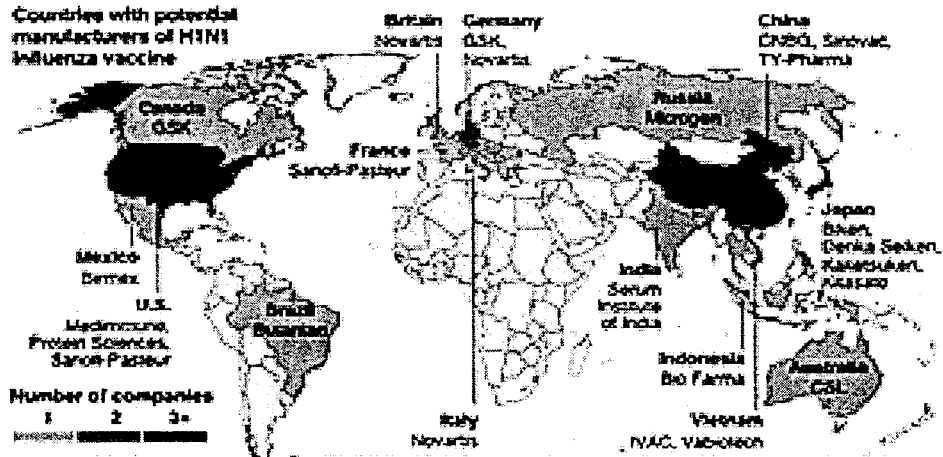 Countries with potential
manufacturers of H1N1
influenza vaccine
Britain
Novartis
Germany
GSK,
Novartis
China
CNBG, Sinovac,
TY-Pharma
Canada
GSK
Russia
Microgen
France
Sanofi-Pasteur
Japan
Biken,
Denka Seiken,
Kaketsuken,
Kitasato
Mexico
Birmex
India
Serum
Institute
of India
U.S.
Medimmune,
Protein Sciences,
Sanofi-Pasteur
Brazil
Butantan
Indonesia
Bio Farma
Australia
CSL
Number of companies
1 2 3+
Italy
Novartis
Vietnam
IVAC, Vabiotech